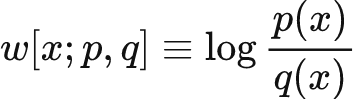 w[x; p, q] ≡ log p(x)/q(x)